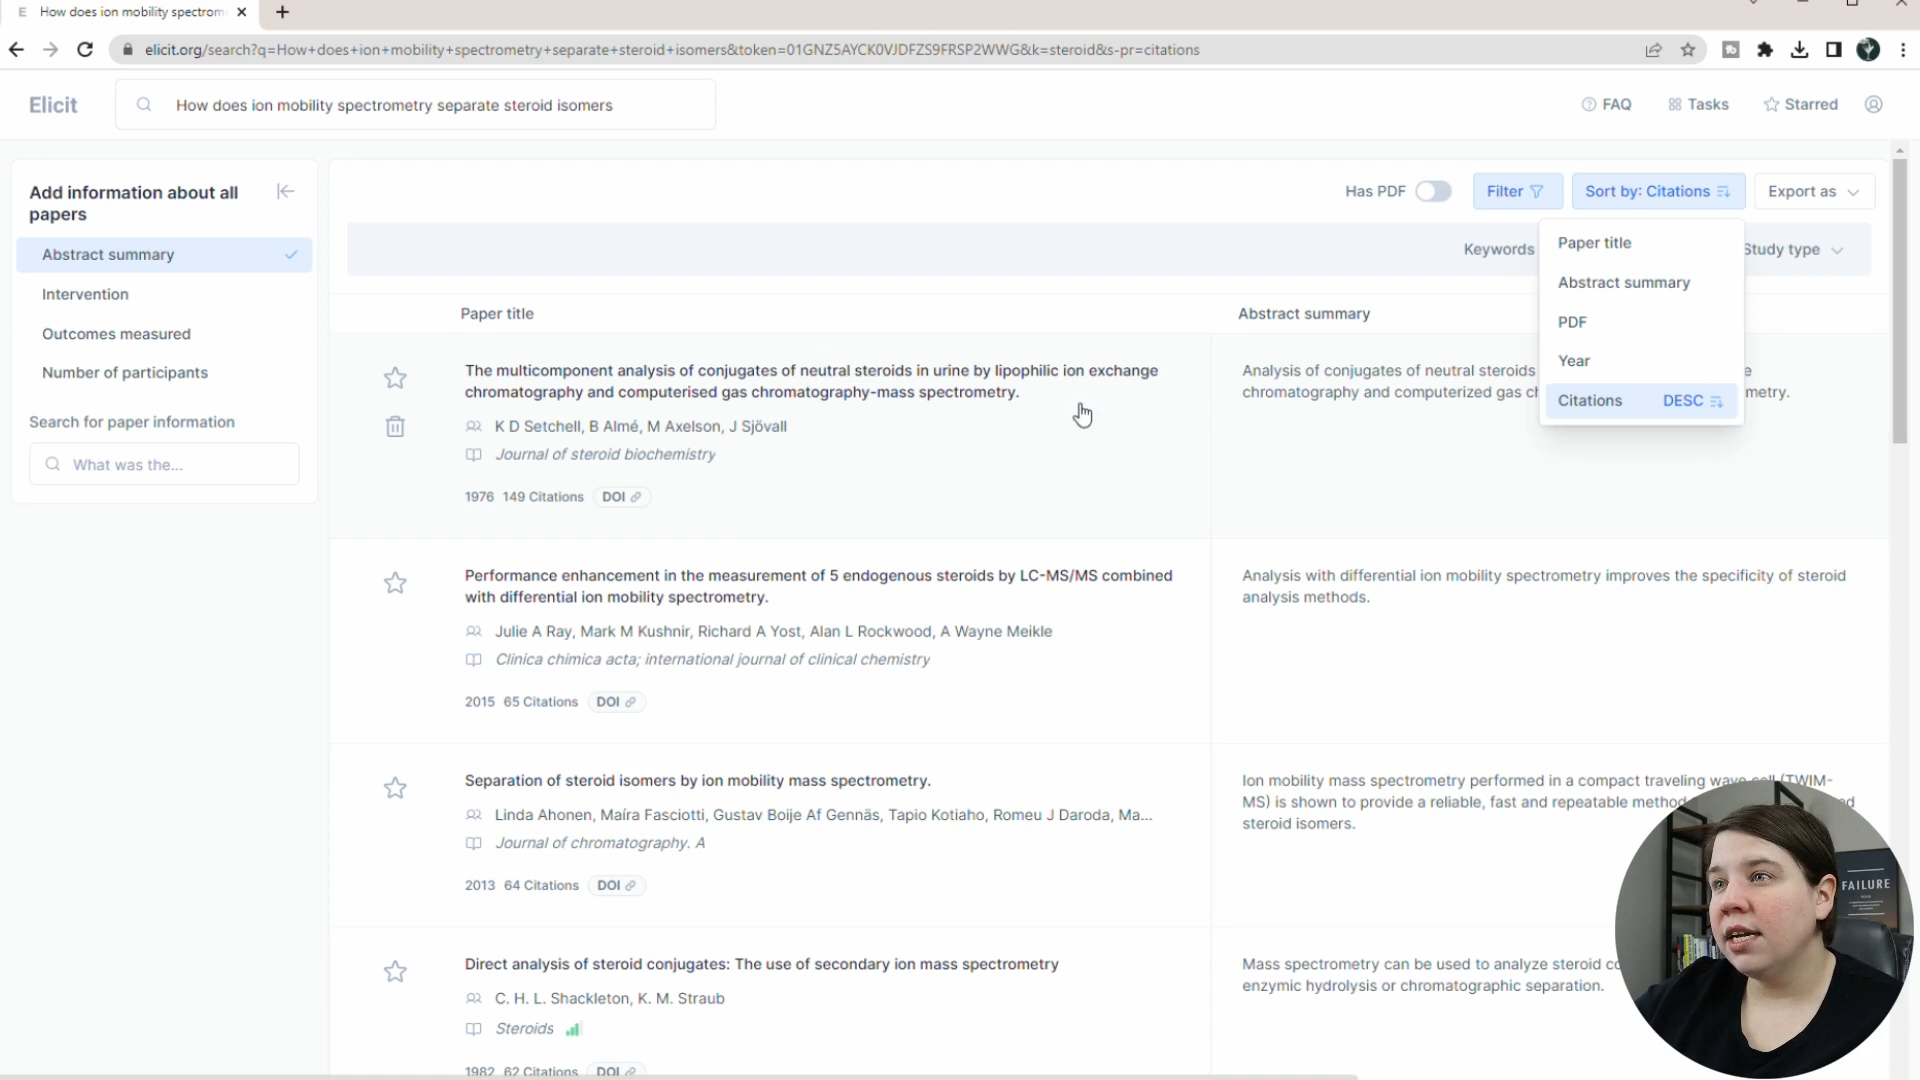 E How does ion mobility spectrom
elicit.org/search?q=How+does+ion+mobility+spectrometry+separate+steroid+isomers&token=01GNZ5AYCK0VJDFZS9FRSP2WWG&k=steroid&s-pr=citations
Elicit
How does ion mobility spectrometry separate steroid isomers
FAQ
Tasks
Starred
Add information about all
papers
Abstract summary
Intervention
Outcomes measured
Number of participants
Search for paper information
What was the...
Has PDF
Filter
Sort by: Citations
Export as
Keywords
Study type
Paper title
Abstract summary
PDF
Year
Citations DESC
Paper title
Abstract summary
The multicomponent analysis of conjugates of neutral steroids in urine by lipophilic ion exchange
chromatography and computerised gas chromatography-mass spectrometry.
K D Setchell, B Almé, M Axelson, J Sjövall
Journal of steroid biochemistry
1976 149 Citations DOI
Analysis of conjugates of neutral steroids
chromatography and computerized gas metry.
Performance enhancement in the measurement of 5 endogenous steroids by LC-MS/MS combined
with differential ion mobility spectrometry.
Julie A Ray, Mark M Kushnir, Richard A Yost, Alan L Rockwood, A Wayne Meikle
Clinica chimica acta; international journal of clinical chemistry
2015 65 Citations DOI
Analysis with differential ion mobility spectrometry improves the specificity of steroid
analysis methods.
Separation of steroid isomers by ion mobility mass spectrometry.
Linda Ahonen, Maíra Fasciotti, Gustav Boije Af Gennäs, Tapio Kotiaho, Romeu J Daroda, Ma...
Journal of chromatography. A
2013 64 Citations DOI
Ion mobility mass spectrometry performed in a compact traveling wave cell (TWIM-
MS) is shown to provide a reliable, fast and repeatable method
steroid isomers.
Direct analysis of steroid conjugates: The use of secondary ion mass spectrometry
C. H. L. Shackleton, K. M. Straub
Steroids
1982 62 Citations DOI
Mass spectrometry can be used to analyze steroid
enzymic hydrolysis or chromatographic separation.
FAILURE